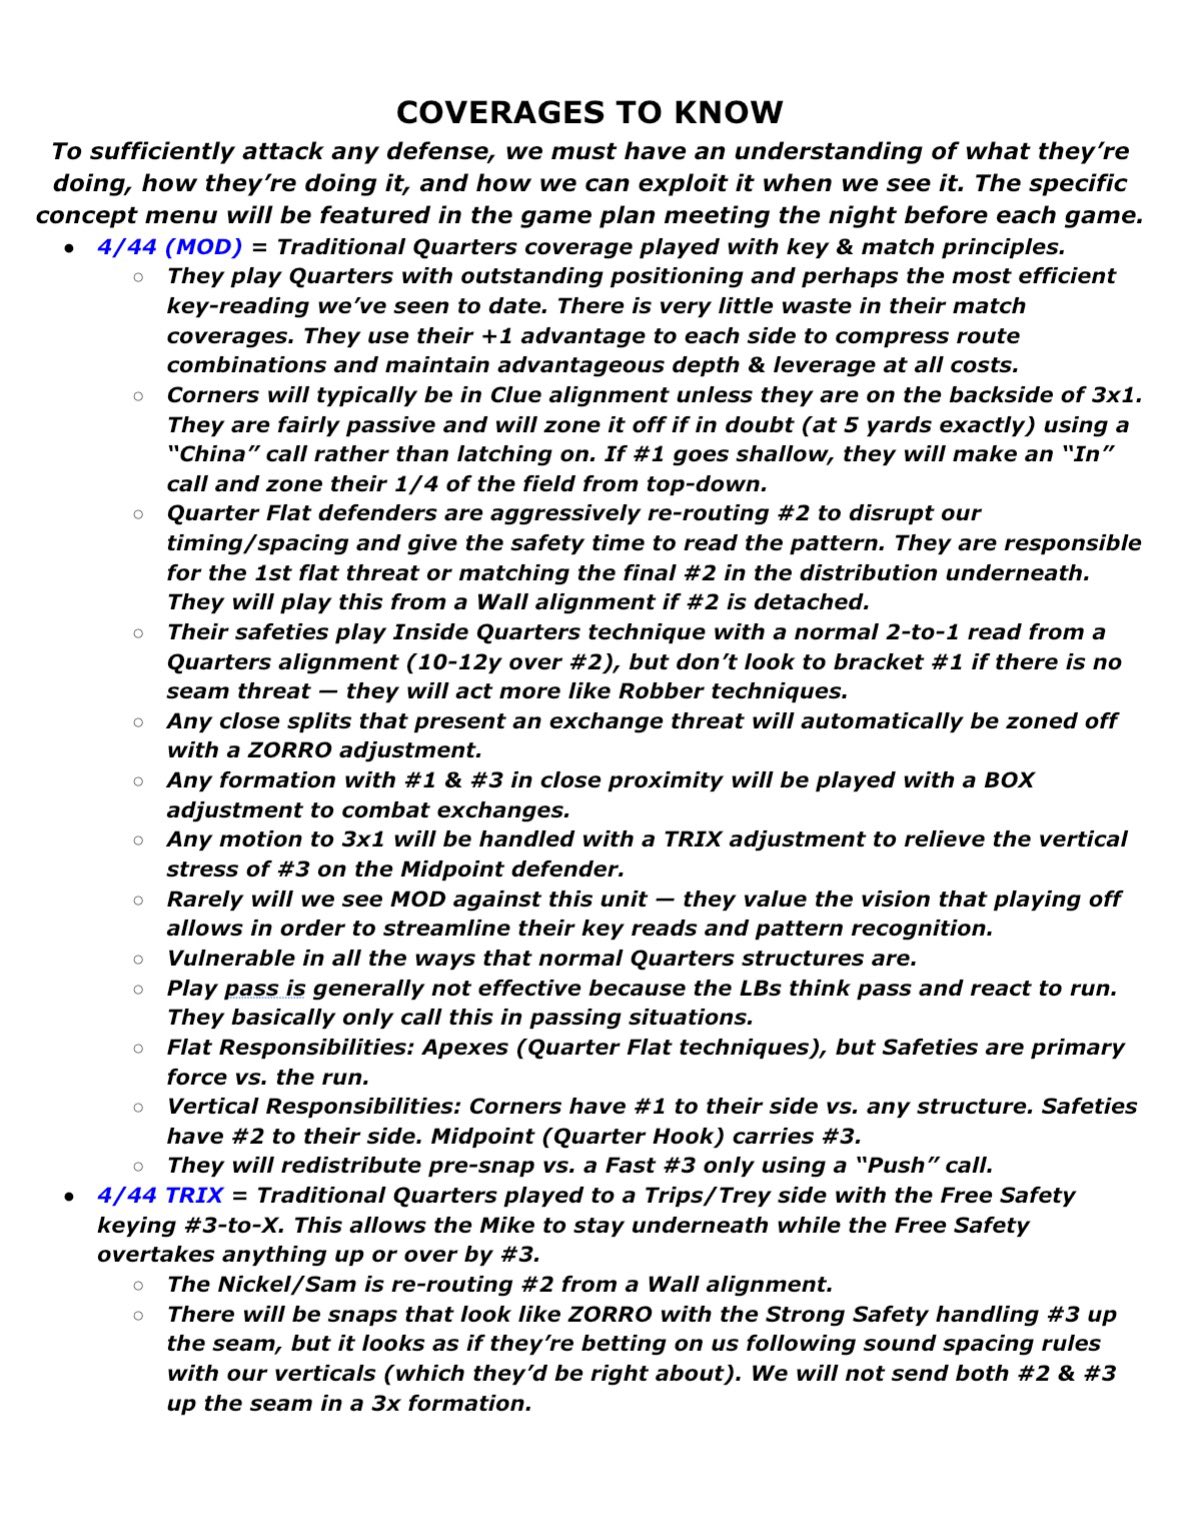 COVERAGES TO KNOW
To sufficiently attack any defense, we must have an understanding of what they’re
doing, how they’re doing it, and how we can exploit it when we see it. The specific
concept menu will be featured in the game plan meeting the night before each game.
● 4/44 (MOD) = Traditional Quarters coverage played with key & match principles.
○ They play Quarters with outstanding positioning and perhaps the most efficient
key-reading we’ve seen to date. There is very little waste in their match
coverages. They use their +1 advantage to each side to compress route
combinations and maintain advantageous depth & leverage at all costs.
○ Corners will typically be in Clue alignment unless they are on the backside of 3x1.
They are fairly passive and will zone it off if in doubt (at 5 yards exactly) using a
“China” call rather than latching on. If #1 goes shallow, they will make an “In”
call and zone their 1/4 of the field from top-down.
○ Quarter Flat defenders are aggressively re-routing #2 to disrupt our
timing/spacing and give the safety time to read the pattern. They are responsible
for the 1st flat threat or matching the final #2 in the distribution underneath.
They will play this from a Wall alignment if #2 is detached.
○ Their safeties play Inside Quarters technique with a normal 2-to-1 read from a
Quarters alignment (10-12y over #2), but don’t look to bracket #1 if there is no
seam threat — they will act more like Robber techniques.
○ Any close splits that present an exchange threat will automatically be zoned off
with a ZORRO adjustment.
○ Any formation with #1 & #3 in close proximity will be played with a BOX
adjustment to combat exchanges.
○ Any motion to 3x1 will be handled with a TRIX adjustment to relieve the vertical
stress of #3 on the Midpoint defender.
○ Rarely will we see MOD against this unit — they value the vision that playing off
allows in order to streamline their key reads and pattern recognition.
○ Vulnerable in all the ways that normal Quarters structures are.
○ Play pass is generally not effective because the LBs think pass and react to run.
They basically only call this in passing situations.
○ Flat Responsibilities: Apexes (Quarter Flat techniques), but Safeties are primary
force vs. the run.
○ Vertical Responsibilities: Corners have #1 to their side vs. any structure. Safeties
have #2 to their side. Midpoint (Quarter Hook) carries #3.
○ They will redistribute pre-snap vs. a Fast #3 only using a “Push” call.
● 4/44 TRIX = Traditional Quarters played to a Trips/Trey side with the Free Safety
keying #3-to-X. This allows the Mike to stay underneath while the Free Safety
overtakes anything up or over by #3.
○ The Nickel/Sam is re-routing #2 from a Wall alignment.
○ There will be snaps that look like ZORRO with the Strong Safety handling #3 up
the seam, but it looks as if they’re betting on us following sound spacing rules
with our verticals (which they’d be right about). We will not send both #2 & #3
up the seam in a 3x formation.